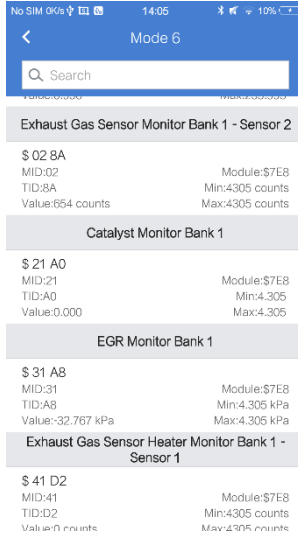 No SIM 0K/s 14:05 10%
Mode 6
Search
Exhaust Gas Sensor Monitor Bank 1 - Sensor 2
$ 02 8A
MID:02 Module:$7E8
TID:8A Min:4305 counts
Value:654 counts Max:4305 counts
Catalyst Monitor Bank 1
$ 21 A0
MID:21 Module:$7E8
TID:A0 Min:4.305
Value:0.000 Max:4.305
EGR Monitor Bank 1
$ 31 A8
MID:31 Module:$7E8
TID:A8 Min:4.305 kPa
Value:-32.767 kPa Max:4.305 kPa
Exhaust Gas Sensor Heater Monitor Bank 1 -
Sensor 1
$ 41 D2
MID:41 Module:$7E8
TID:D2 Min:4305 counts
Value:0 counts Max:4305 counts